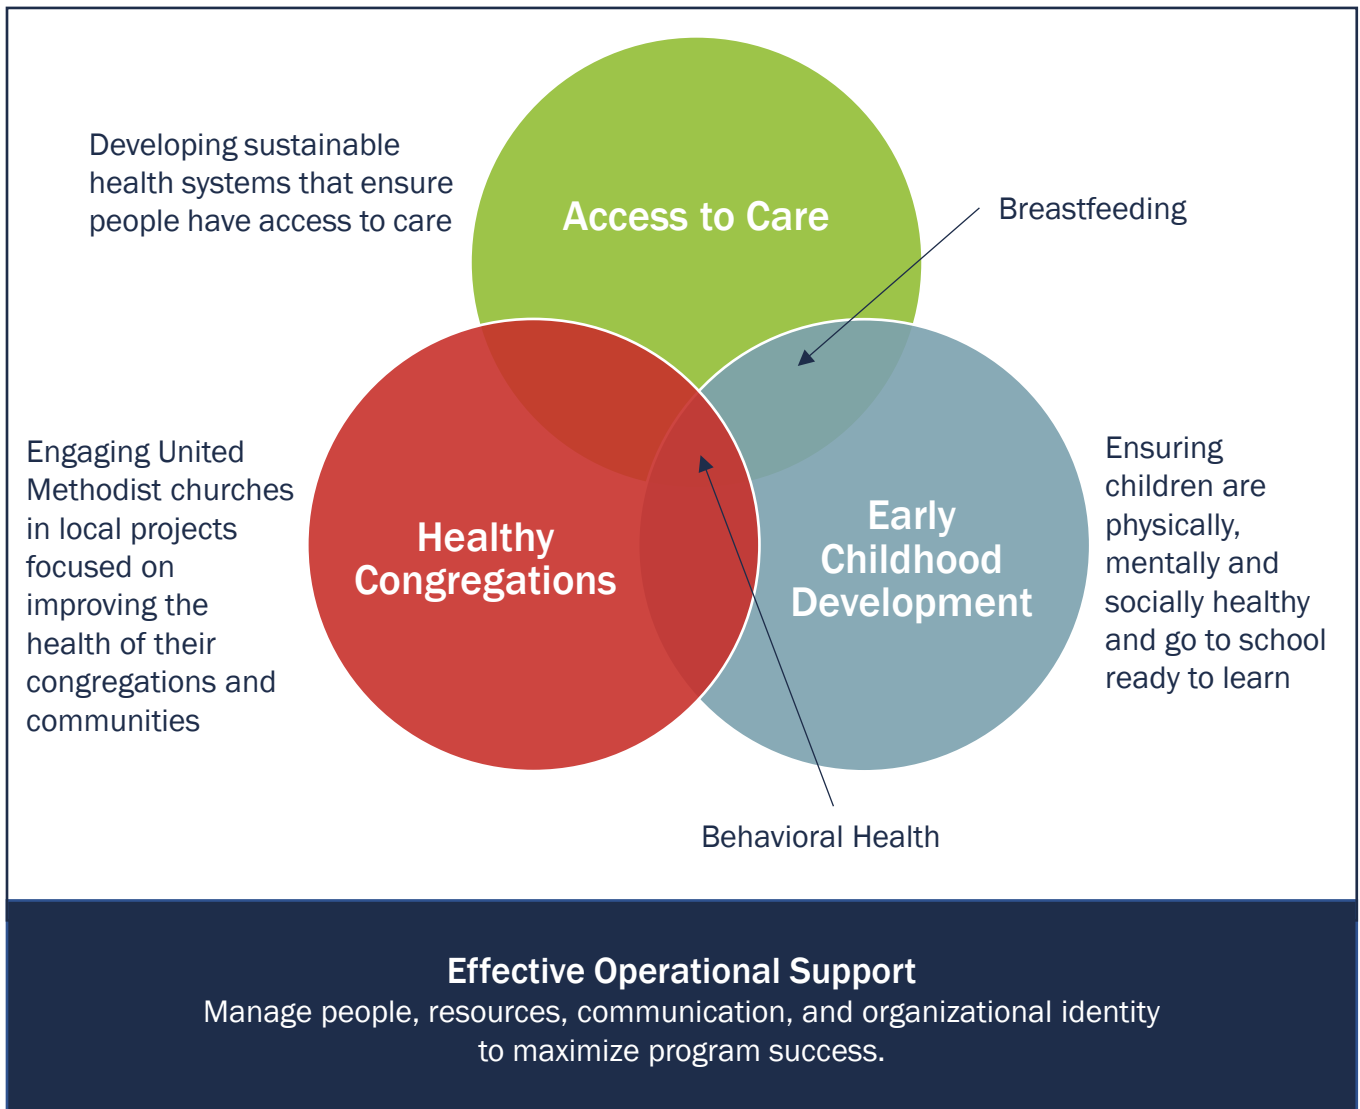 Developing sustainable
health systems that ensure
people have access to care
Access to Care
Breastfeeding
Engaging United
Methodist churches
in local projects
focused on
improving the
health of their
congregations and
communities
Healthy
Congregations
Early
Childhood
Development
Ensuring
children are
physically,
mentally and
socially healthy
and go to school
ready to learn
Behavioral Health
Effective Operational Support
Manage people, resources, communication, and organizational identity
to maximize program success.